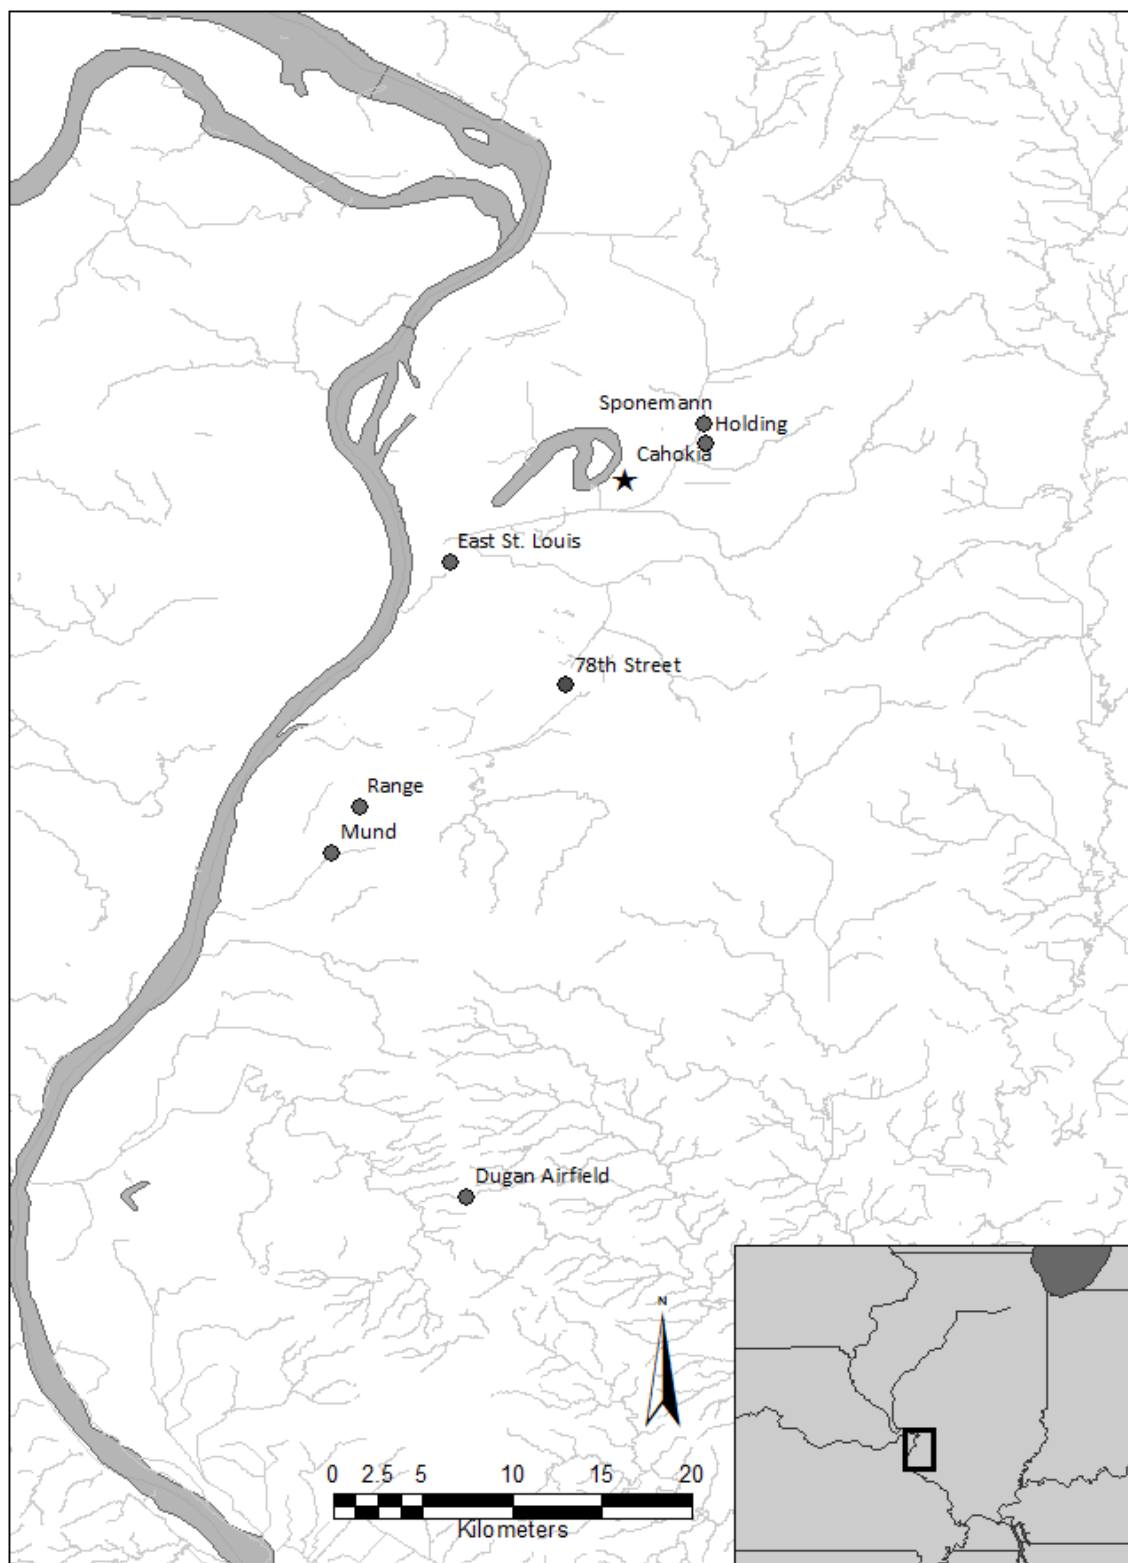 Sponemann
Holding
Cahokia
East St. Louis
78th Street
Range
Mund
Dugan Airfield
N
0 2.5 5 10 15 20
Kilometers